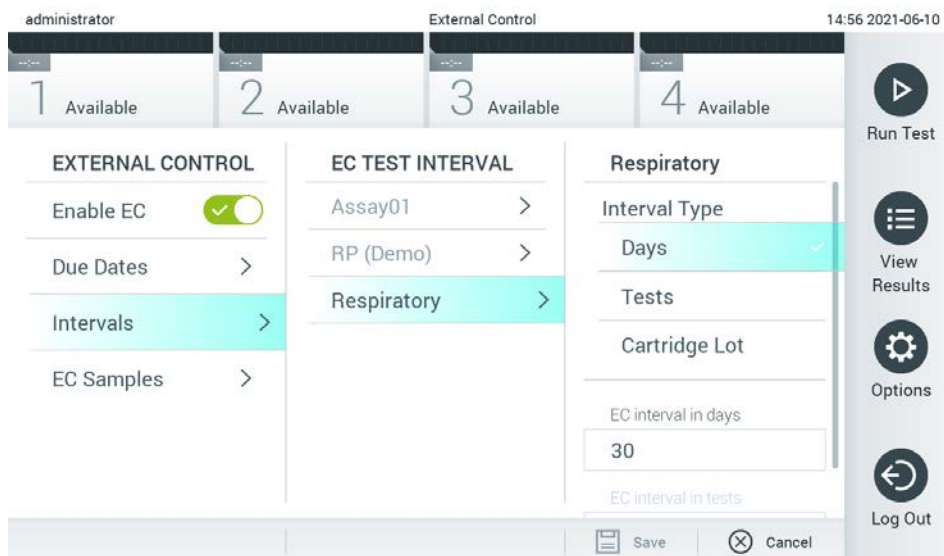 administrator External Control 14:56 2021-06-10
--:-- --:-- --:-- --:--
1 Available 2 Available 3 Available 4 Available
Run Test
View
Results
Options
Log Out
EXTERNAL CONTROL
Enable EC
Due Dates
Intervals
EC Samples
EC TEST INTERVAL
Assay01
RP (Demo)
Respiratory
Respiratory
Interval Type
Days
Tests
Cartridge Lot
EC interval in days
30
EC interval in tests
Save Cancel